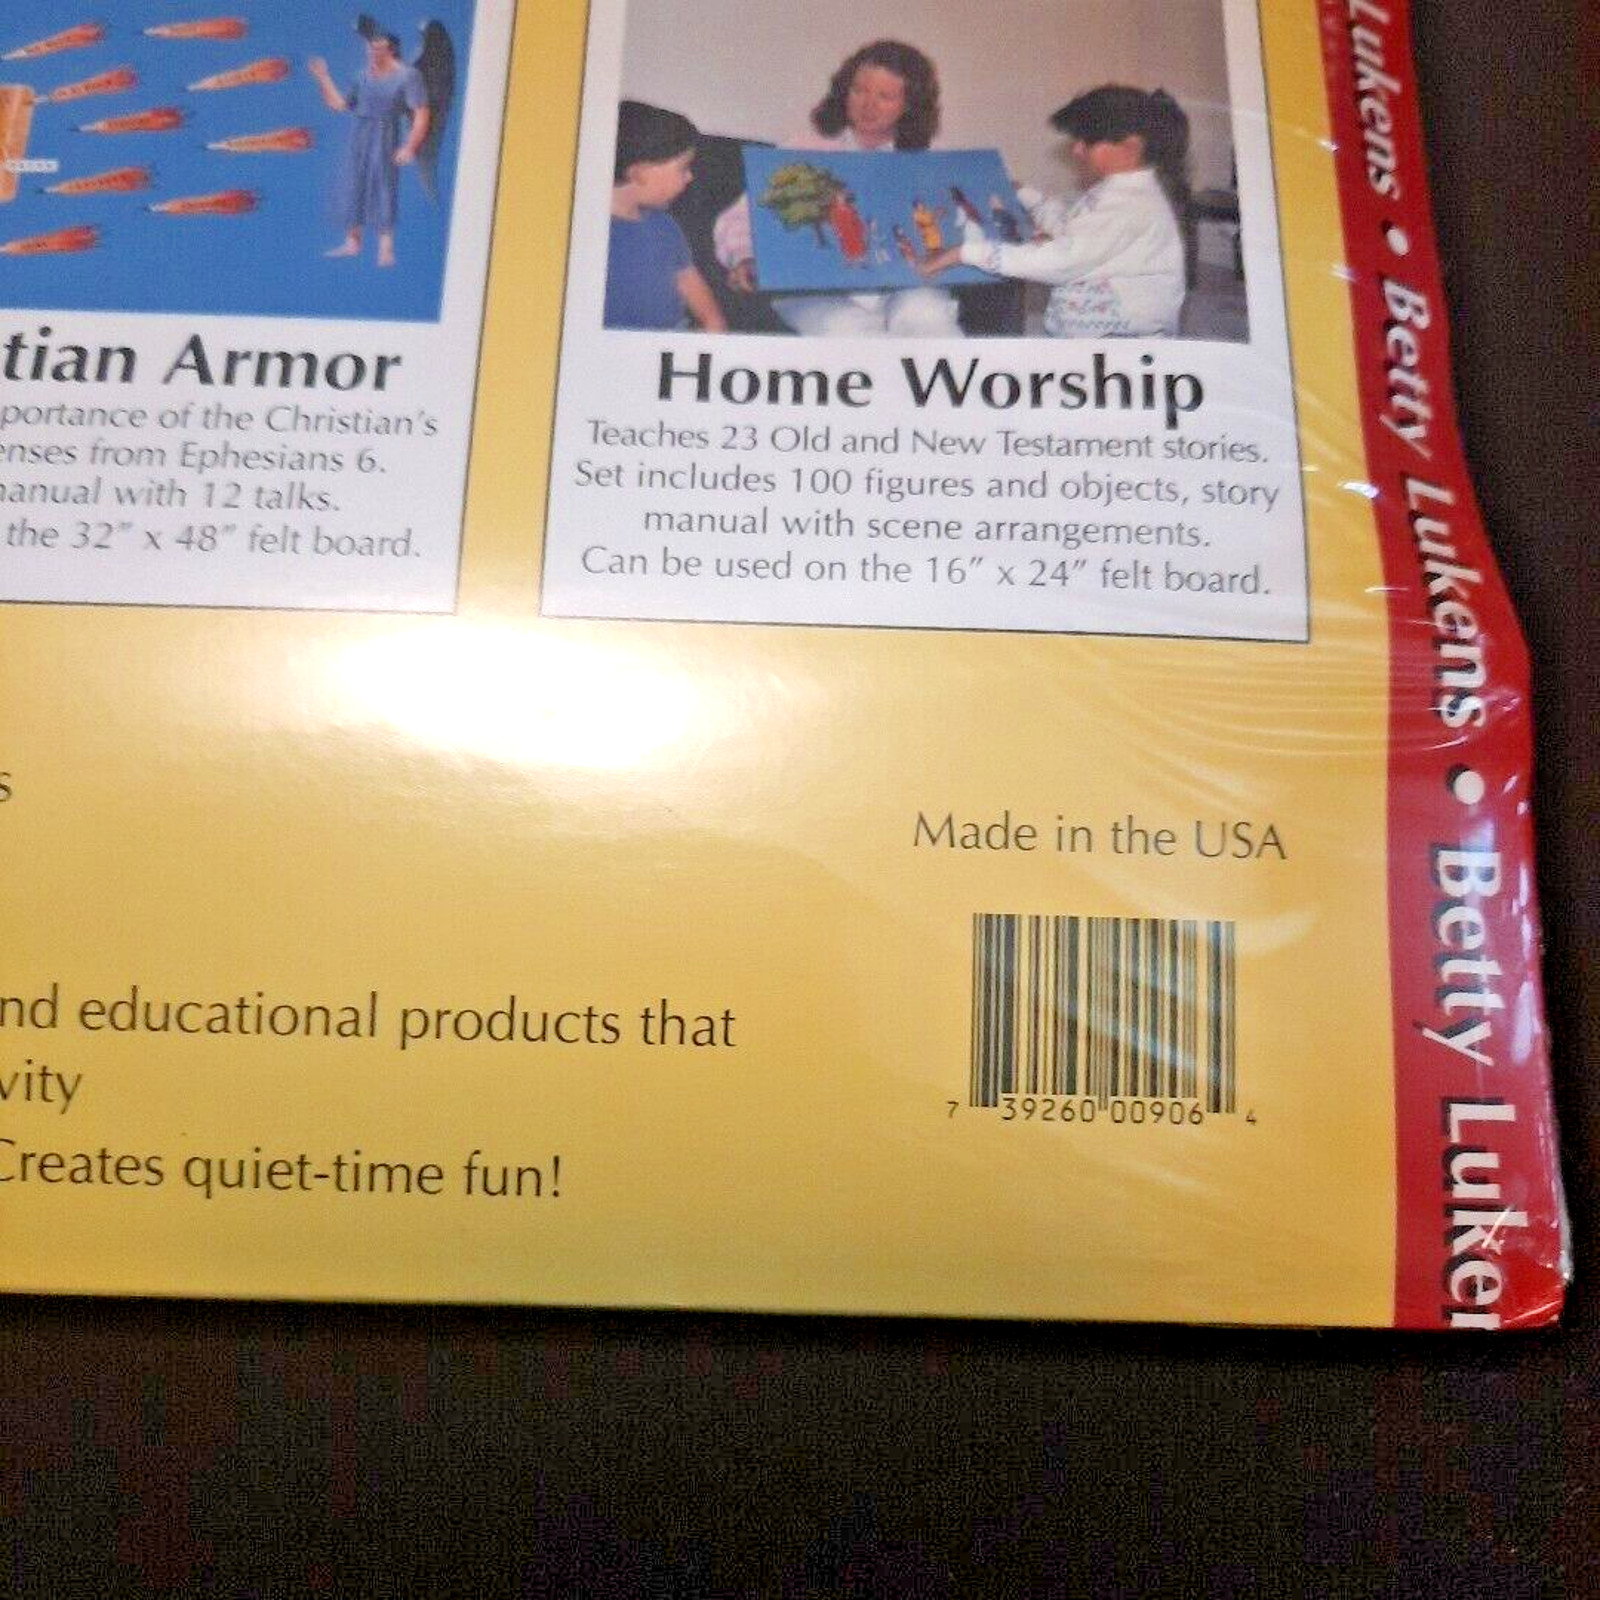 tian Armor
portance of the Christian's
enses from Ephesians 6.
manual with 12 talks.
the 32" x 48" felt board.
Home Worship
Teaches 23 Old and New Testament stories.
Set includes 100 figures and objects, story
manual with scene arrangements.
Can be used on the 16" x 24" felt board.
s
Made in the USA
7 39260 00906 4
nd educational products that
vity
Creates quiet-time fun!
Lukens • Betty Lukens • Betty Luken